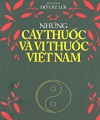 ĐỖ TẤT LỢI
NHỮNG
CÂY THUỐC
VÀ VỊ THUỐC
VIỆT NAM